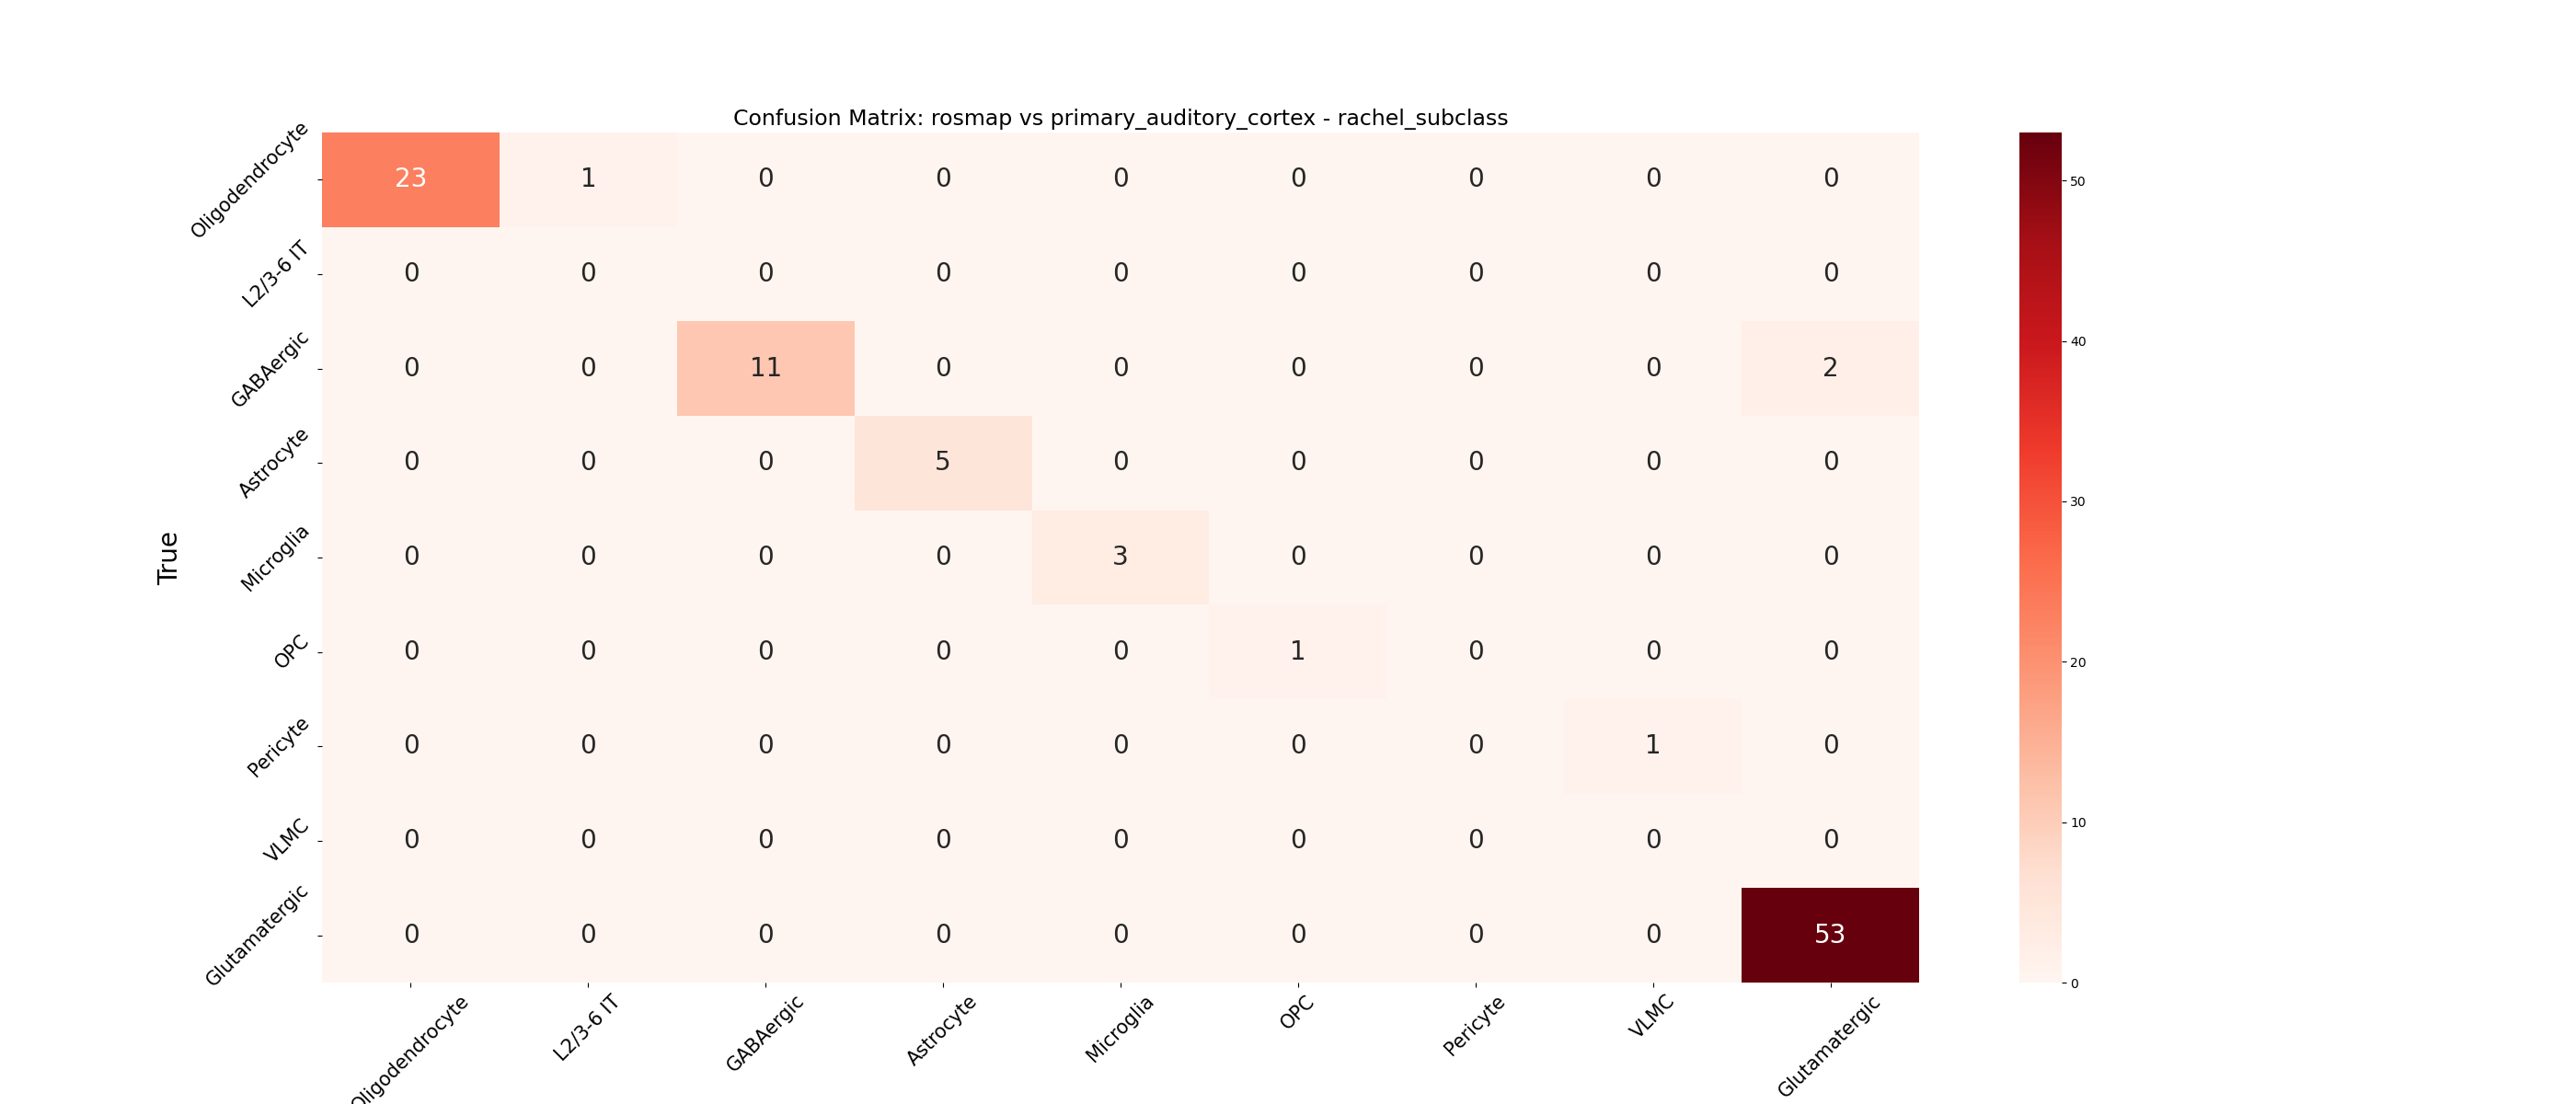 Confusion Matrix: rosmap vs primary_auditory_cortex - rachel_subclass
Oligodendrocyte 23 1 0 0 0 0 0 0 0
L2/3-6 IT 0 0 0 0 0 0 0 0 0
GABAergic 0 0 11 0 0 0 0 0 2
Astrocyte 0 0 0 5 0 0 0 0 0
Microglia 0 0 0 0 3 0 0 0 0
OPC 0 0 0 0 0 1 0 0 0
Pericyte 0 0 0 0 0 0 0 1 0
VLMC 0 0 0 0 0 0 0 0 0
Glutamatergic 0 0 0 0 0 0 0 0 53
True
Oligodendrocyte L2/3-6 IT GABAergic Astrocyte Microglia OPC Pericyte VLMC Glutamatergic
50
40
30
20
10
0